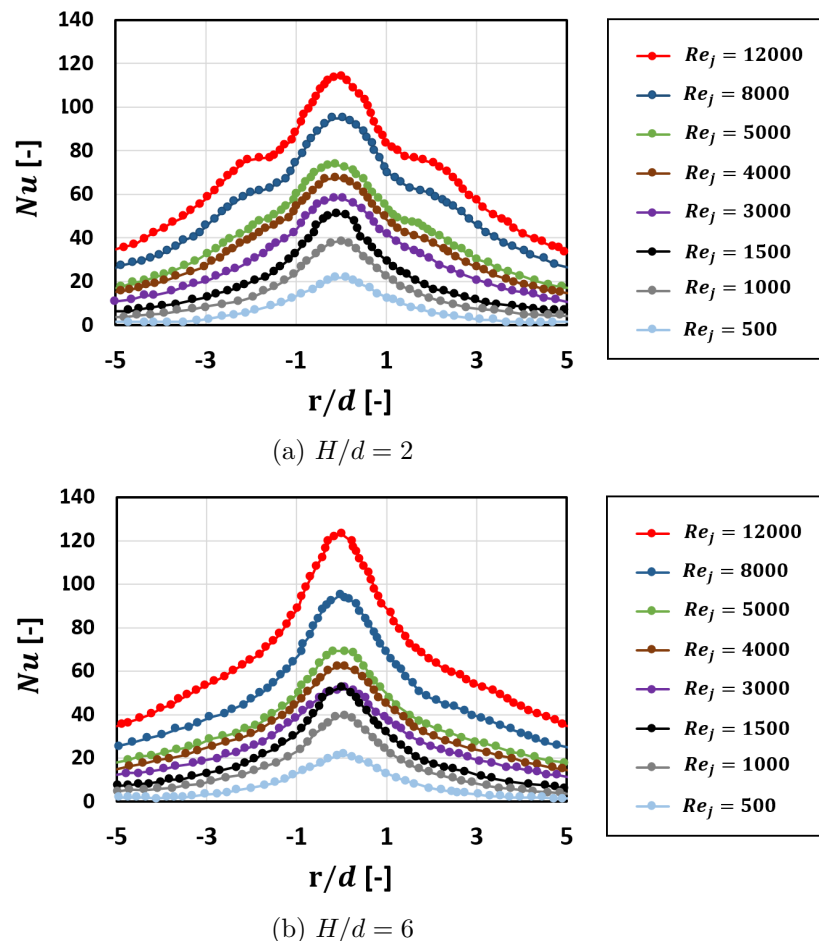 140
120
100
80
60
40
20
0
Nu [-]
-5 -3 -1 1 3 5
r/d [-]
Re_j = 12000
Re_j = 8000
Re_j = 5000
Re_j = 4000
Re_j = 3000
Re_j = 1500
Re_j = 1000
Re_j = 500
(a) H/d = 2
140
120
100
80
60
40
20
0
Nu [-]
-5 -3 -1 1 3 5
r/d [-]
Re_j = 12000
Re_j = 8000
Re_j = 5000
Re_j = 4000
Re_j = 3000
Re_j = 1500
Re_j = 1000
Re_j = 500
(b) H/d = 6